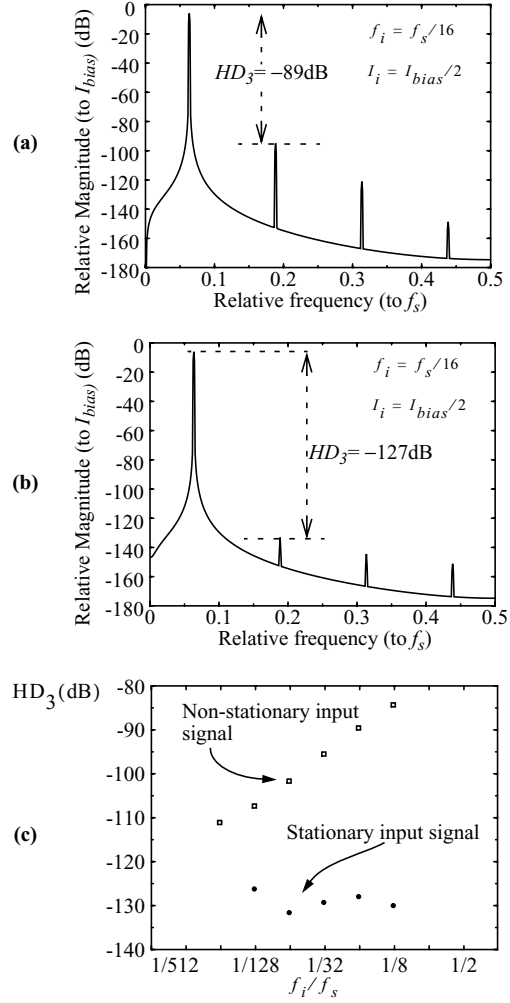 (a)
Relative Magnitude (to I_bias) (dB)
0
-20
-40
-60
-80
-100
-120
-140
-160
-180
f_i = f_s/16
HD_3 = −89dB
I_i = I_bias/2
0 0.1 0.2 0.3 0.4 0.5
Relative frequency (to f_s)
(b)
Relative Magnitude (to I_bias) (dB)
0
-20
-40
-60
-80
-100
-120
-140
-160
-180
f_i = f_s/16
I_i = I_bias/2
HD_3 = −127dB
0 0.1 0.2 0.3 0.4 0.5
Relative frequency (to f_s)
(c)
HD_3(dB)
-80
-90
-100
-110
-120
-130
-140
Non-stationary input
signal
Stationary input signal
1/512 1/128 1/32 1/8 1/2
f_i/f_s